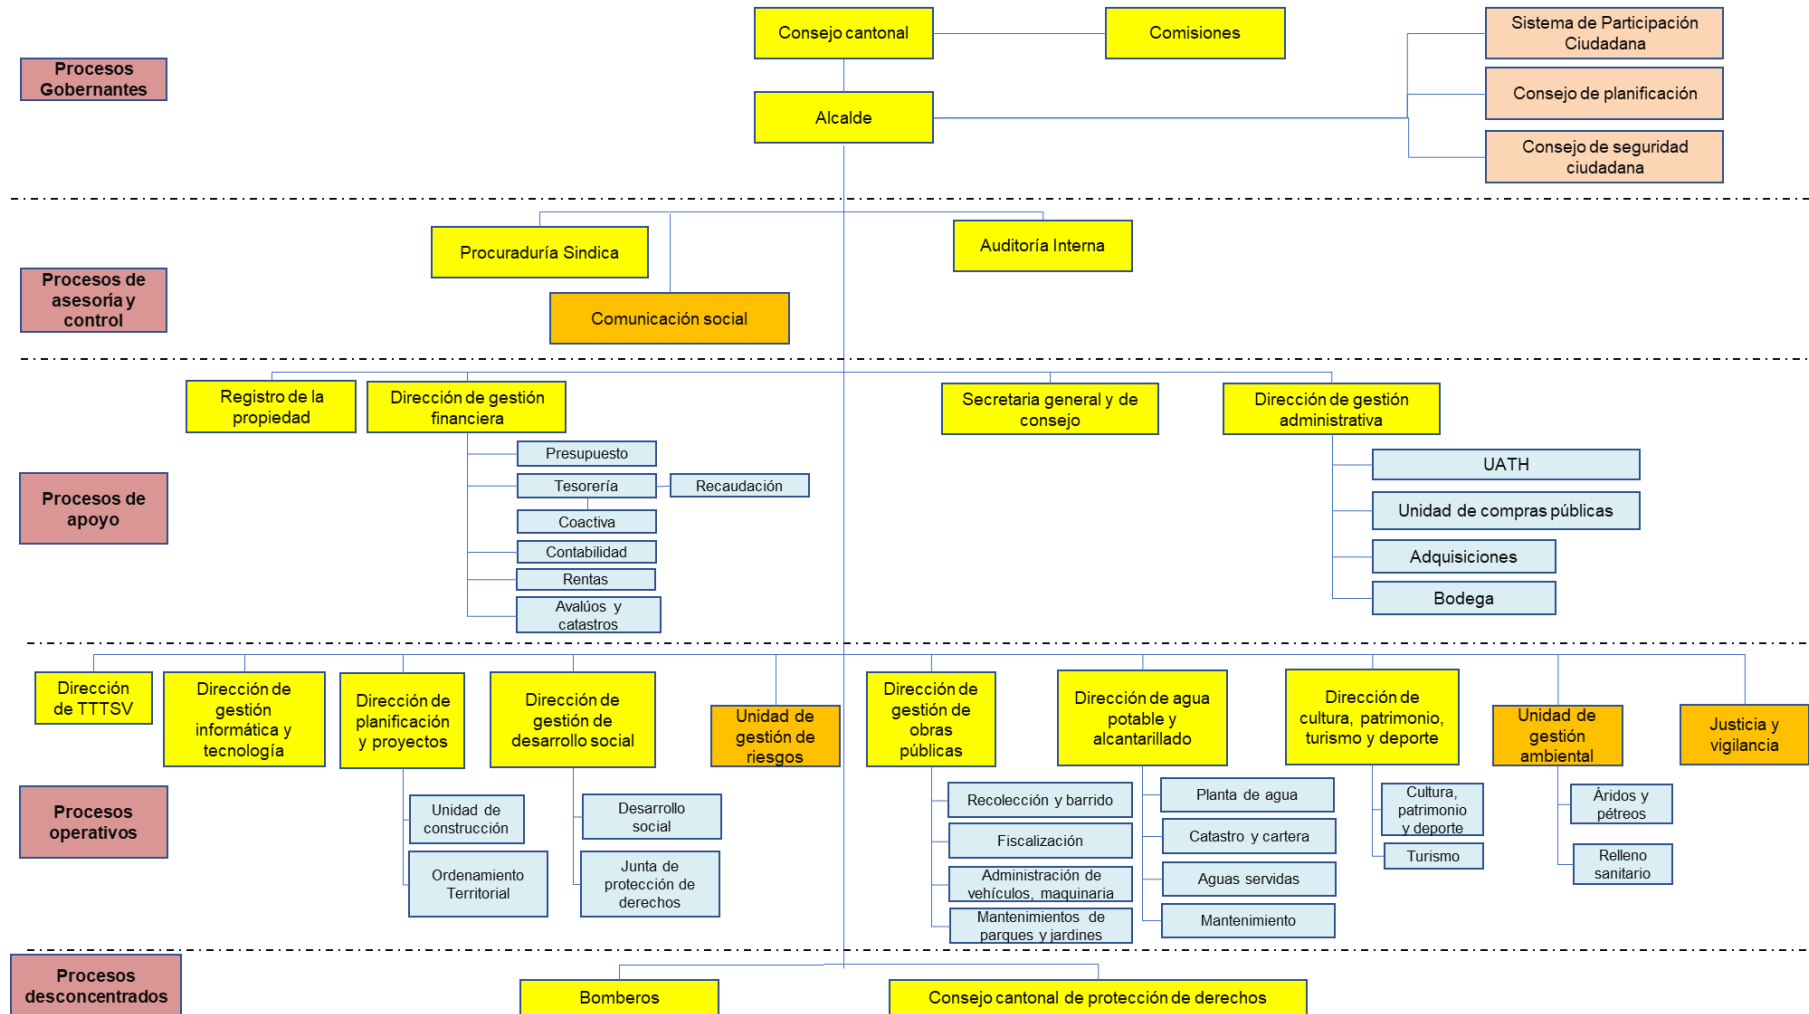 Consejo cantonal
Comisiones
Sistema de Participación
Ciudadana
Procesos
Gobernantes
Alcalde
Consejo de planificación
Consejo de seguridad
ciudadana
Procesos de
asesoría y
control
Procuraduría Sindica
Auditoría Interna
Comunicación social
Procesos de
apoyo
Registro de la
propiedad
Dirección de gestión
financiera
Secretaria general y de
consejo
Dirección de gestión
administrativa
Presupuesto
Tesorería
Recaudación
Coactiva
Contabilidad
Rentas
Avalúos y
catastros
UATH
Unidad de compras públicas
Adquisiciones
Bodega
Procesos
operativos
Dirección
de TTTSV
Dirección de
gestión
informática y
tecnología
Dirección de
planificación
y proyectos
Dirección de
gestión de
desarrollo social
Unidad de
gestión de
riesgos
Dirección de
gestión de
obras
públicas
Dirección de agua
potable y
alcantarillado
Dirección de
cultura, patrimonio,
turismo y deporte
Unidad de
gestión
ambiental
Justicia y
vigilancia
Unidad de
construcción
Ordenamiento
Territorial
Desarrollo
social
Junta de
protección de
derechos
Recolección y barrido
Fiscalización
Administración de
vehículos, maquinaria
Mantenimientos de
parques y jardines
Planta de agua
Catastro y cartera
Aguas servidas
Mantenimiento
Cultura,
patrimonio
y deporte
Turismo
Áridos y
pétreos
Relleno
sanitario
Procesos
desconcentrados
Bomberos
Consejo cantonal de protección de derechos